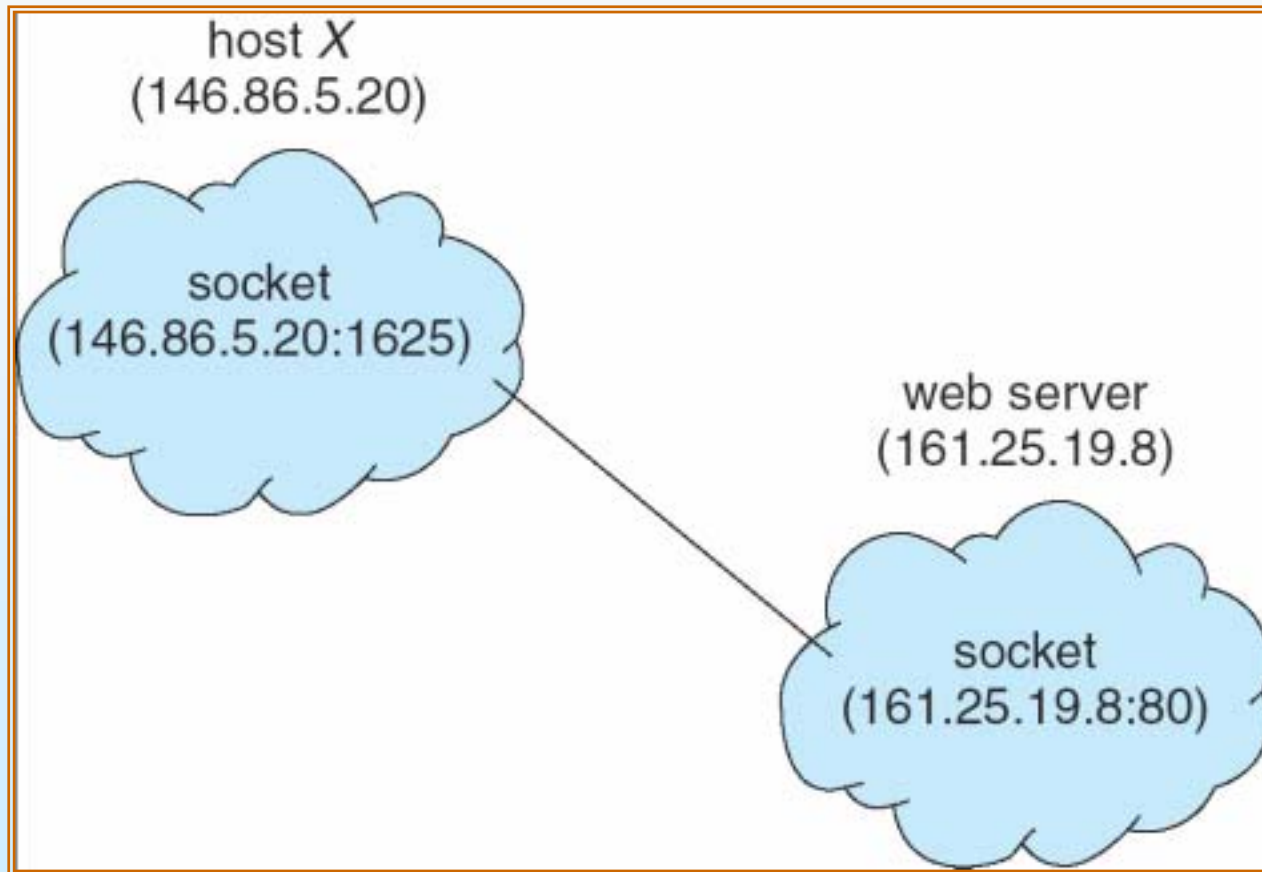 host X
(146.86.5.20)
socket
(146.86.5.20:1625)
web server
(161.25.19.8)
socket
(161.25.19.8:80)